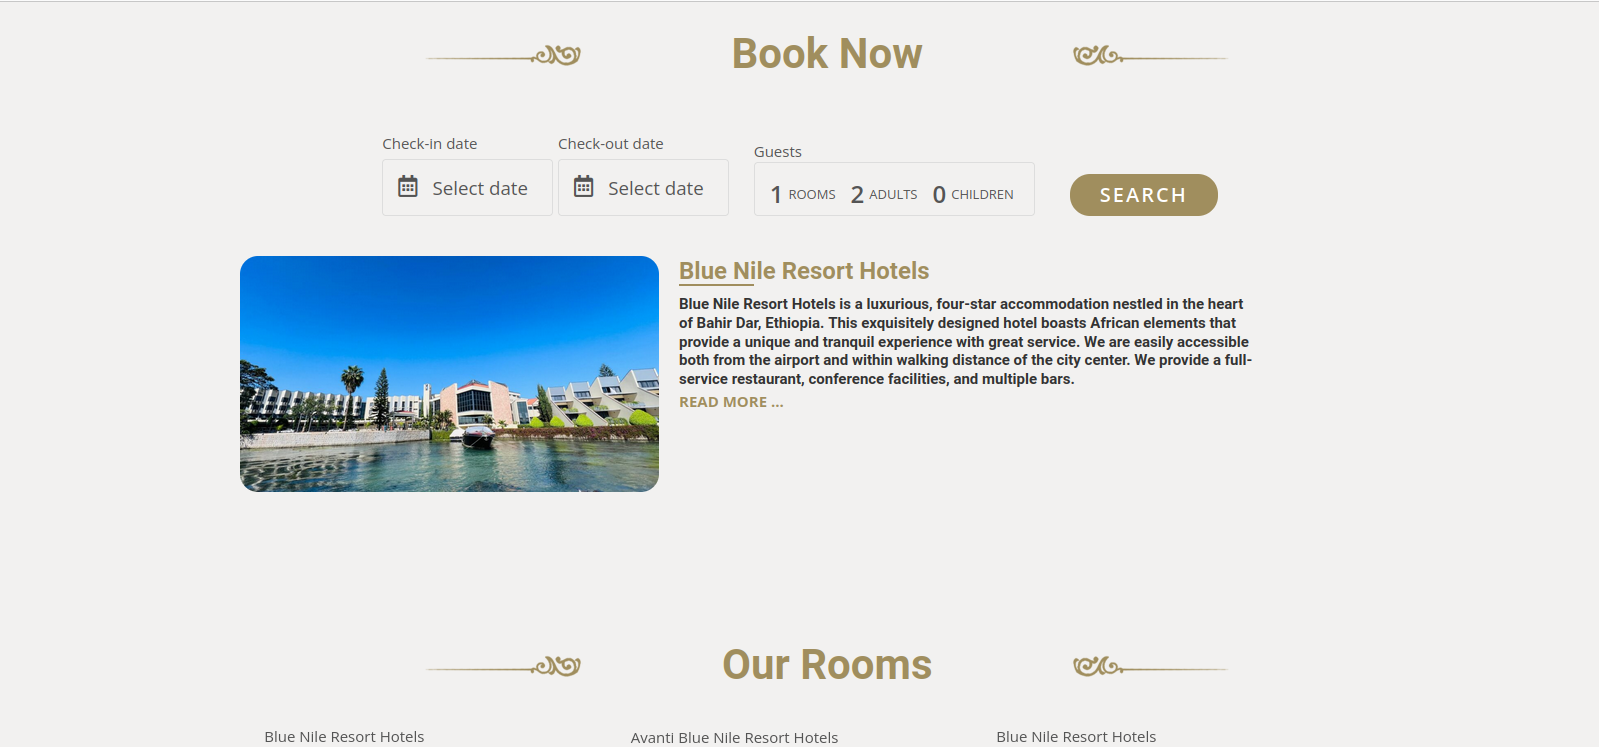 Book Now
Check-in date
Check-out date
Guests
Select date
Select date
1 ROOMS 2 ADULTS 0 CHILDREN
SEARCH
Blue Nile Resort Hotels
Blue Nile Resort Hotels is a luxurious, four-star accommodation nestled in the heart
of Bahir Dar, Ethiopia. This exquisitely designed hotel boasts African elements that
provide a unique and tranquil experience with great service. We are easily accessible
both from the airport and within walking distance of the city center. We provide a full-
service restaurant, conference facilities, and multiple bars.
READ MORE ...
Our Rooms
Blue Nile Resort Hotels
Avanti Blue Nile Resort Hotels
Blue Nile Resort Hotels